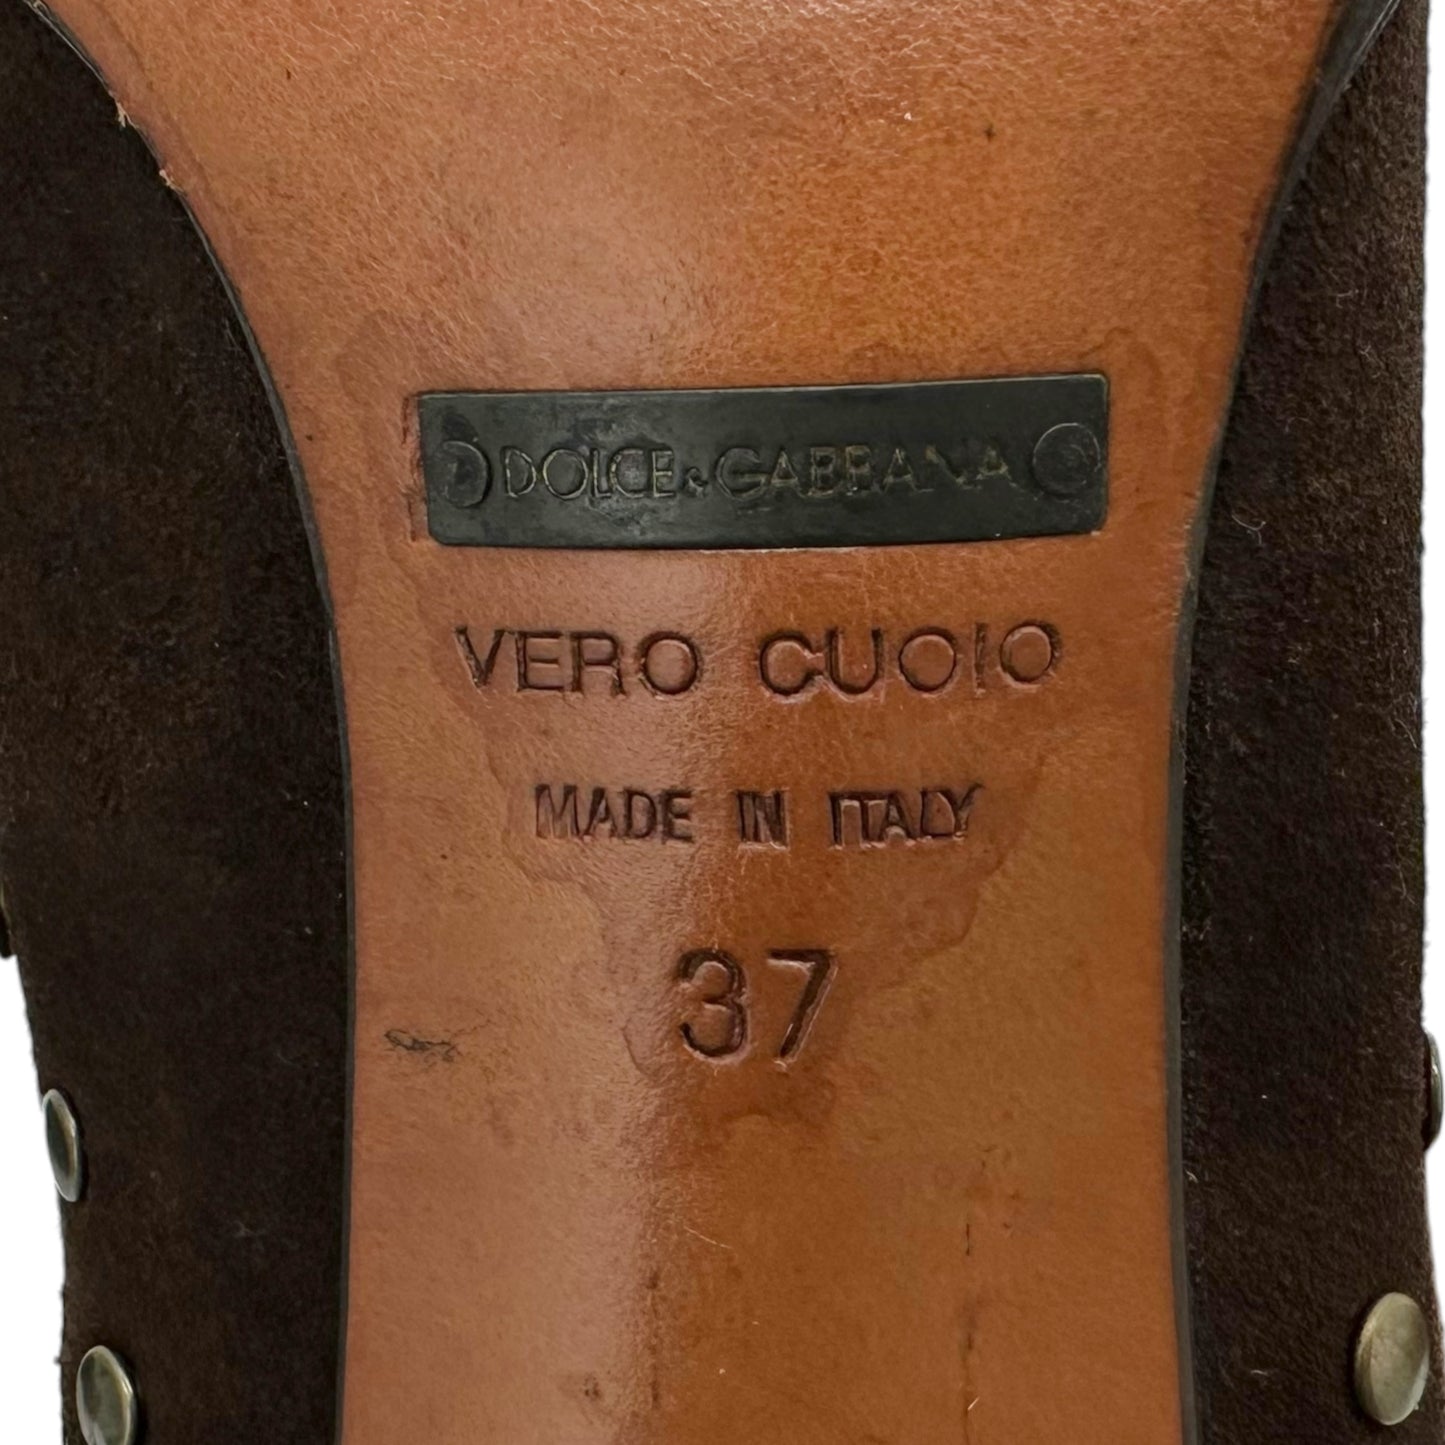 DOLCE & GABBANA
VERO CUOIO
MADE IN ITALY
37